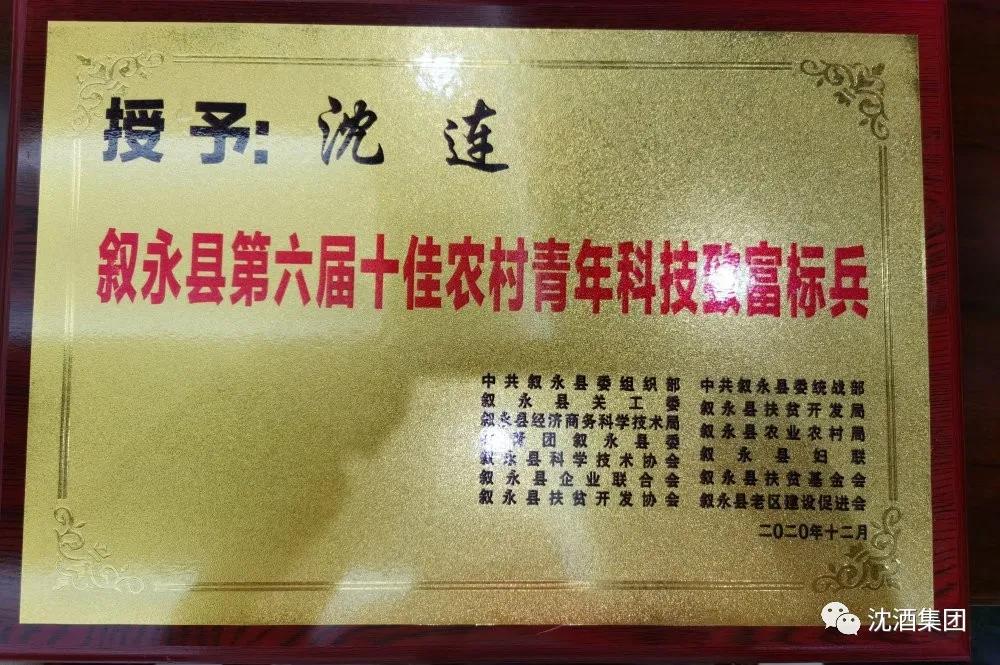 授予：沈连
叙永县第六届十佳农村青年科技致富标兵
中共叙永县委组织部
叙永县关工委
叙永县经济商务科学技术局
团叙永县委
叙永县科学技术协会
叙永县企业联合会
叙永县扶贫开发协会
中共叙永县委统战部
叙永县扶贫开发局
叙永县农业农村局
叙永县妇联
叙永县扶贫基金会
叙永县老区建设促进会
二〇二〇年十二月
沈酒集团